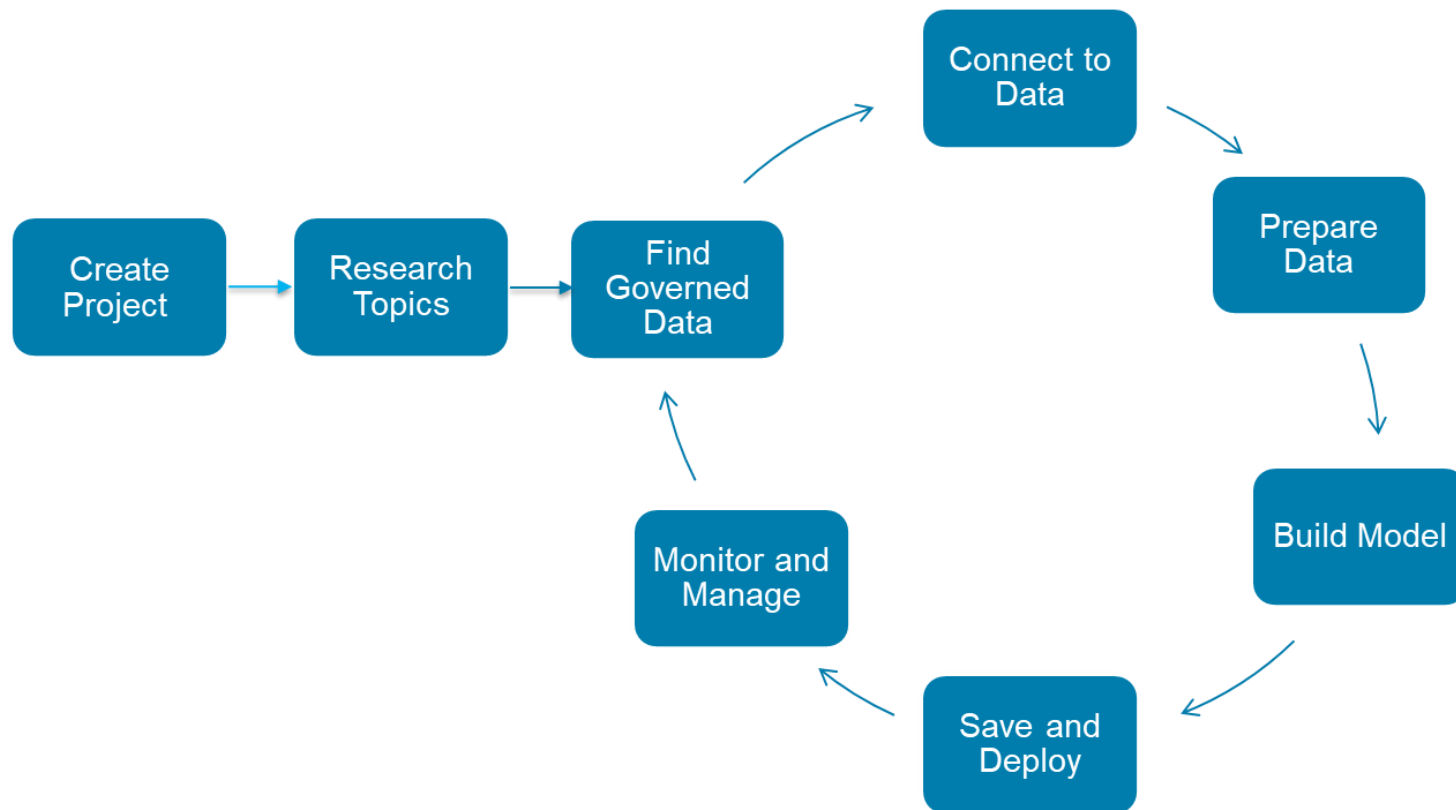 Create
Project
Research
Topics
Find
Governed
Data
Connect to
Data
Prepare
Data
Build Model
Save and
Deploy
Monitor and
Manage